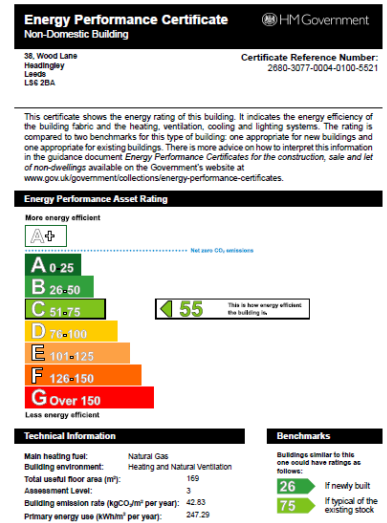 Energy Performance Certificate
HM Government
Non-Domestic Building
38, Wood Lane
Headingley
Leeds
LS6 2BA
Certificate Reference Number:
2680-3077-0004-0100-5521
This certificate shows the energy rating of this building. It indicates the energy efficiency of
the building fabric and the heating, ventilation, cooling and lighting systems. The rating is
compared to two benchmarks for this type of building: one appropriate for new buildings and
one appropriate for existing buildings. There is more advice on how to interpret this information
in the guidance document Energy Performance Certificates for the construction, sale and let
of non-dwellings available on the Government's website at
www.gov.uk/government/collections/energy-performance-certificates.
Energy Performance Asset Rating
More energy efficient
A+
Net zero CO₂ emissions
A 0-25
B 26-50
C 51-75
55
This is how energy efficient
the building is.
D 76-100
E 101-125
F 126-150
G Over 150
Less energy efficient
Technical Information
Main heating fuel: Natural Gas
Building environment: Heating and Natural Ventilation
Total useful floor area (m²): 169
Assessment Level: 3
Building emission rate (kgCO₂/m² per year): 42.83
Primary energy use (kWh/m² per year): 247.29
Benchmarks
Buildings similar to this
one could have ratings as
follows:
26 If newly built
75 If typical of the
existing stock